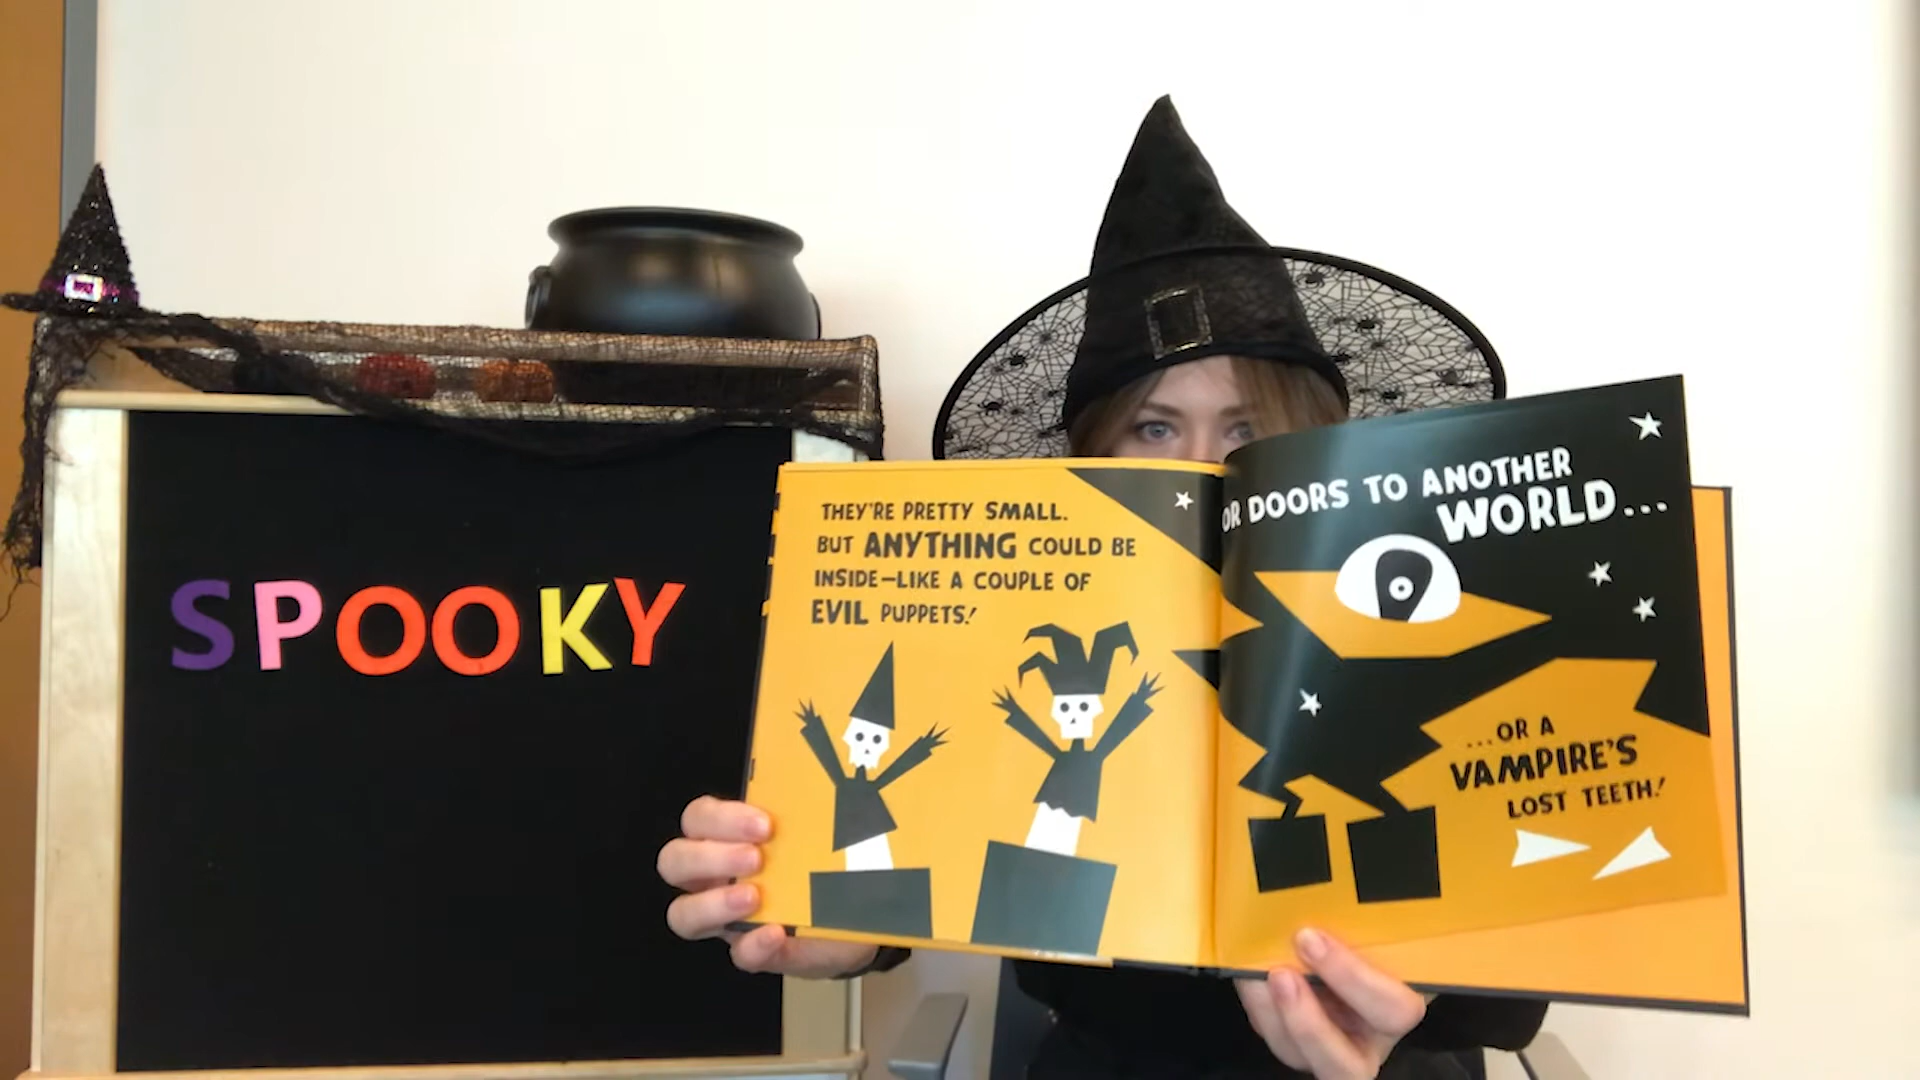 SPOOKY
THEY'RE PRETTY SMALL.
BUT ANYTHING COULD BE
INSIDE—LIKE A COUPLE OF
EVIL PUPPETS!
OR DOORS TO ANOTHER
WORLD...
...OR A
VAMPIRE'S
LOST TEETH!